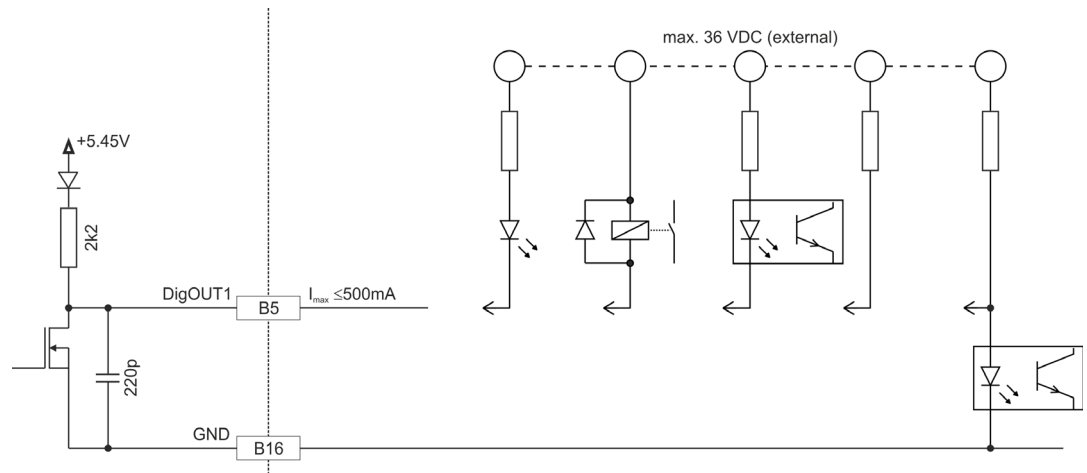 max. 36 VDC (external)
+5.45V
2k2
DigOUT1
B5
Imax ≤500mA
220p
GND
B16